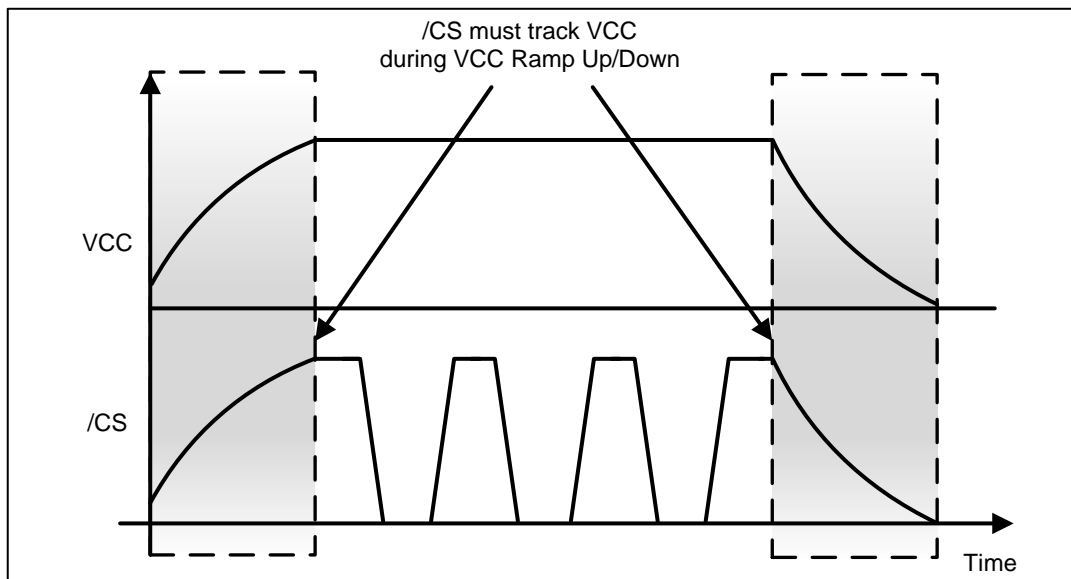 /CS must track VCC
during VCC Ramp Up/Down
VCC
/CS
Time